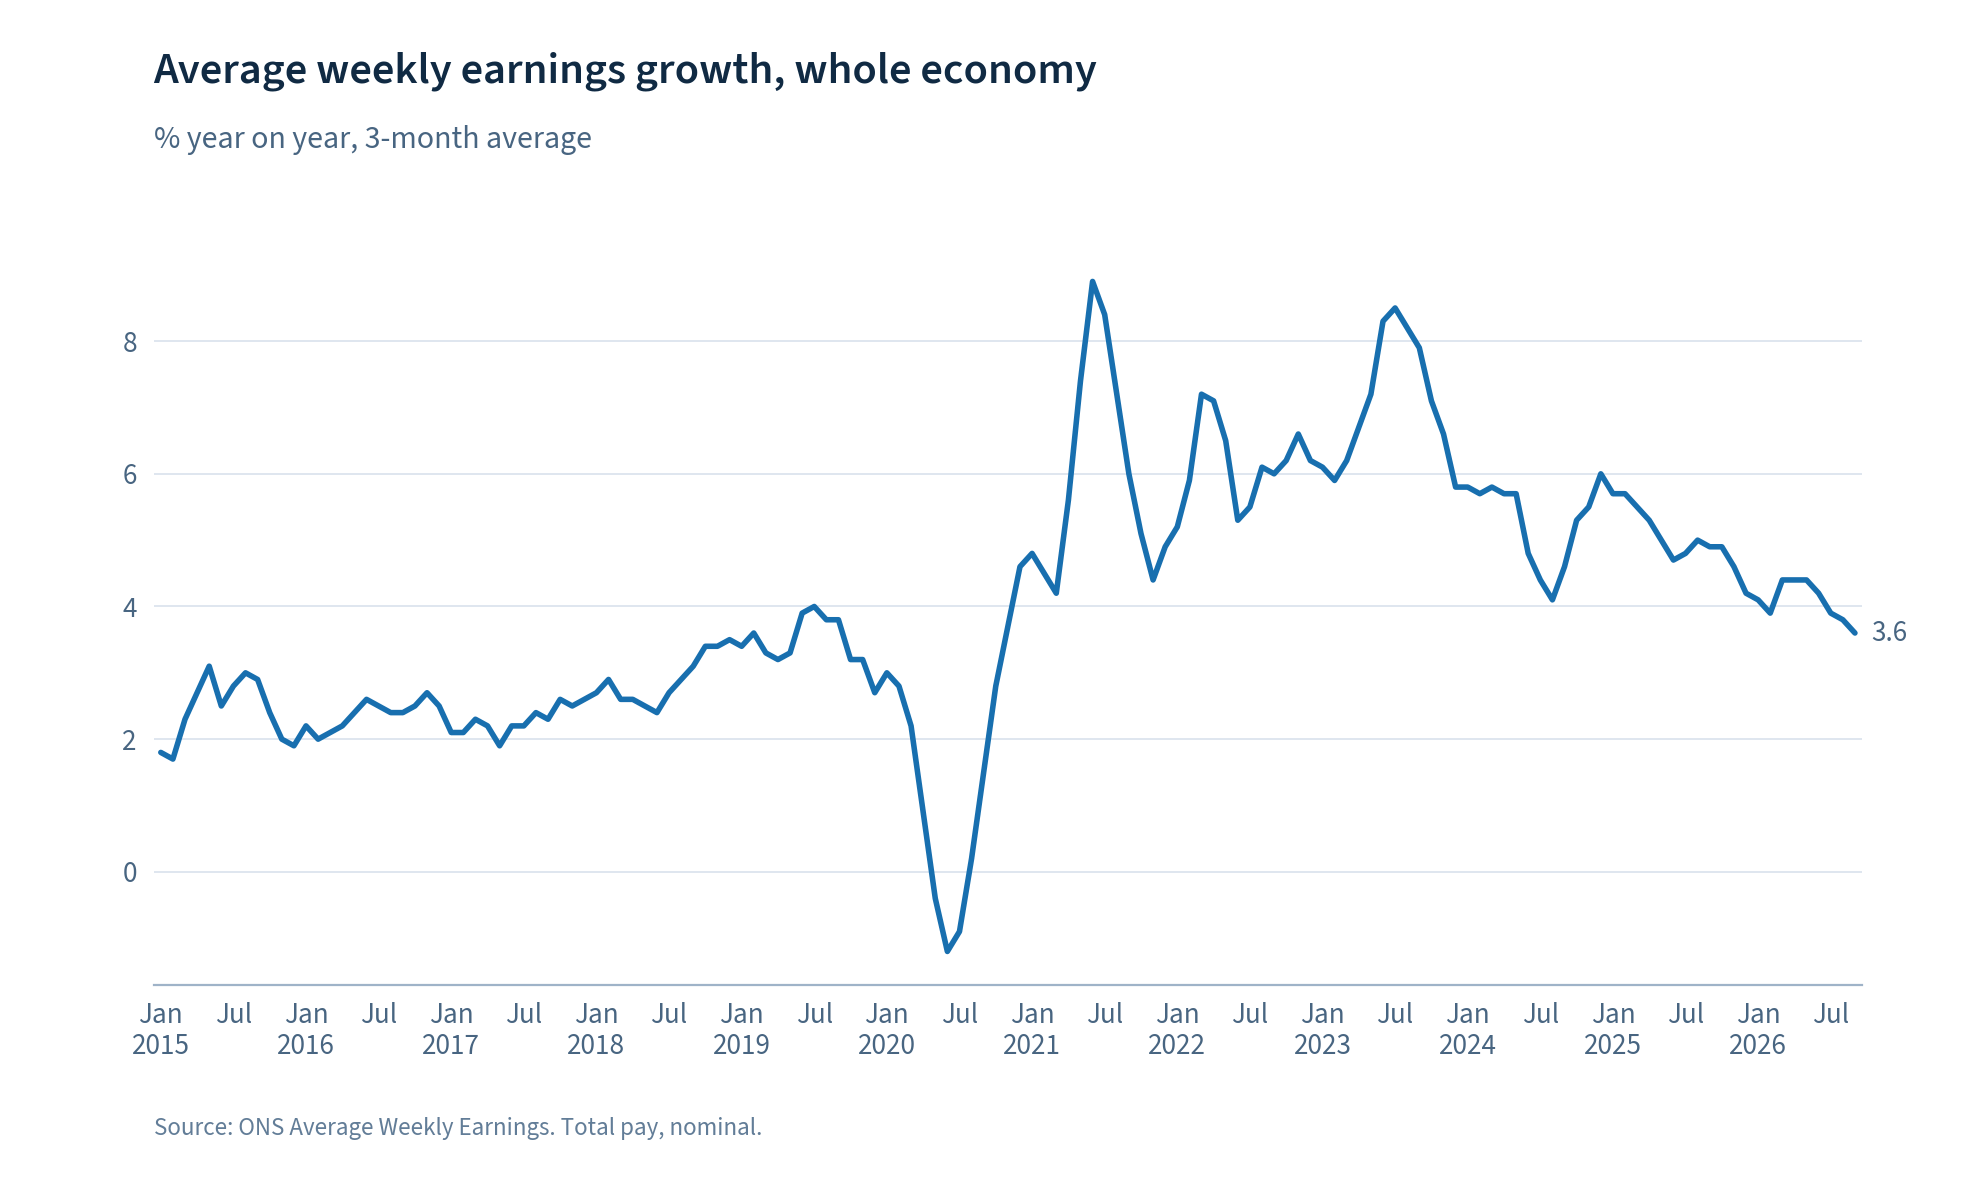 Average weekly earnings growth, whole economy
% year on year, 3-month average
8
6
4
2
0
3.6
Jan Jul Jan Jul Jan Jul Jan Jul Jan Jul Jan Jul Jan Jul Jan Jul Jan Jul Jan Jul Jan Jul Jan Jul
2015 2016 2017 2018 2019 2020 2021 2022 2023 2024 2025 2026
Source: ONS Average Weekly Earnings. Total pay, nominal.